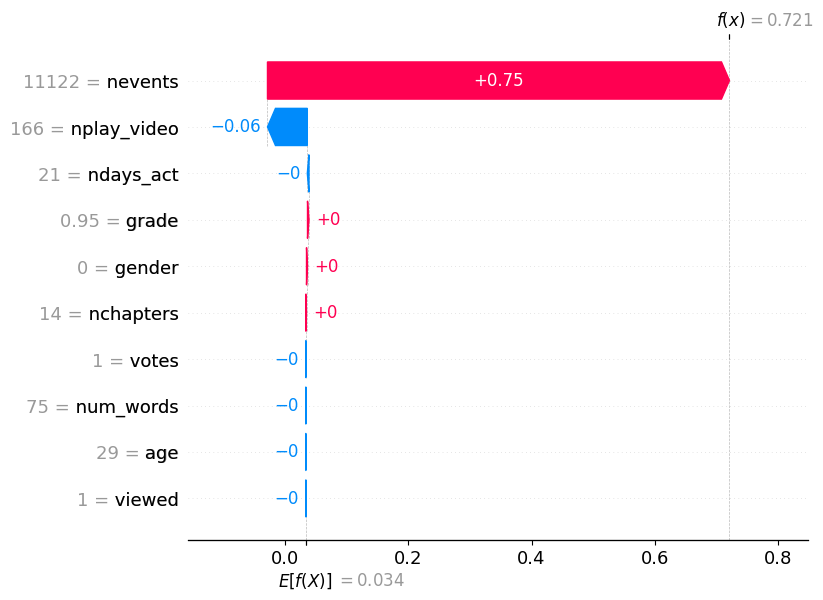 f(x) = 0.721
11122 = nevents +0.75
166 = nplay_video −0.06
21 = ndays_act −0
0.95 = grade +0
0 = gender +0
14 = nchapters +0
1 = votes −0
75 = num_words −0
29 = age −0
1 = viewed −0
0.0 0.2 0.4 0.6 0.8
E[f(X)] = 0.034